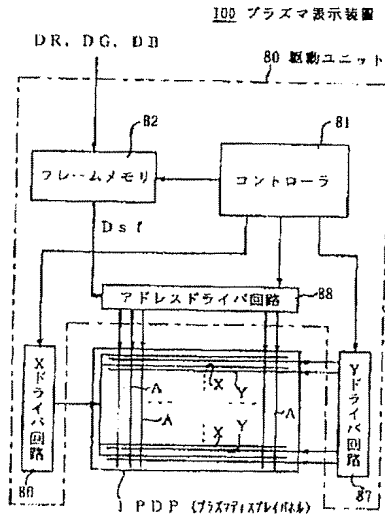 100 プラズマ表示装置
DR, DG, DB
80 駆動ユニット
82
81
フレームメモリ
コントローラ
Dsf
アドレスドライバ回路
88
Xドライバ回路
86
A
A
X
Y
X
Y
A
Yドライバ回路
87
1 PDP (プラズマディスプレイパネル)